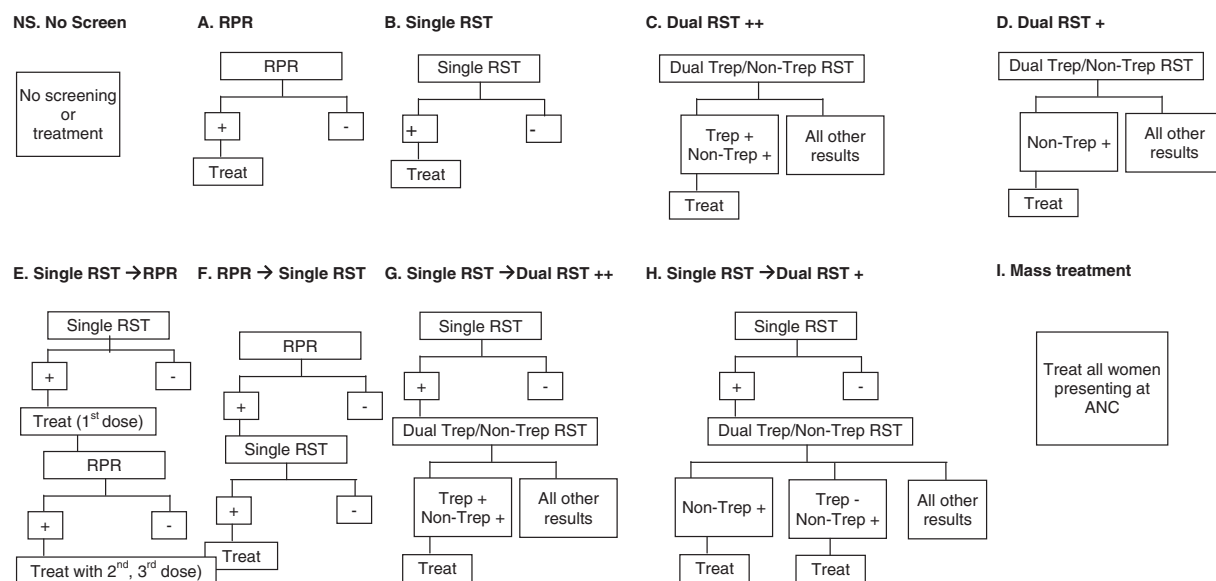 NS. No Screen
No screening
or
treatment
A. RPR
RPR
+
-
Treat
B. Single RST
Single RST
+
-
Treat
C. Dual RST ++
Dual Trep/Non-Trep RST
Trep +
Non-Trep +
All other
results
Treat
D. Dual RST +
Dual Trep/Non-Trep RST
Non-Trep +
All other
results
Treat
E. Single RST →RPR
Single RST
+
-
Treat (1st dose)
RPR
+
-
Treat with 2nd, 3rd dose)
F. RPR → Single RST
RPR
+
-
Single RST
+
-
Treat
G. Single RST →Dual RST ++
Single RST
+
-
Dual Trep/Non-Trep RST
Trep +
Non-Trep +
All other
results
Treat
H. Single RST →Dual RST +
Single RST
+
-
Dual Trep/Non-Trep RST
Non-Trep +
Trep -
Non-Trep +
All other
results
Treat
Treat
I. Mass treatment
Treat all women
presenting at
ANC